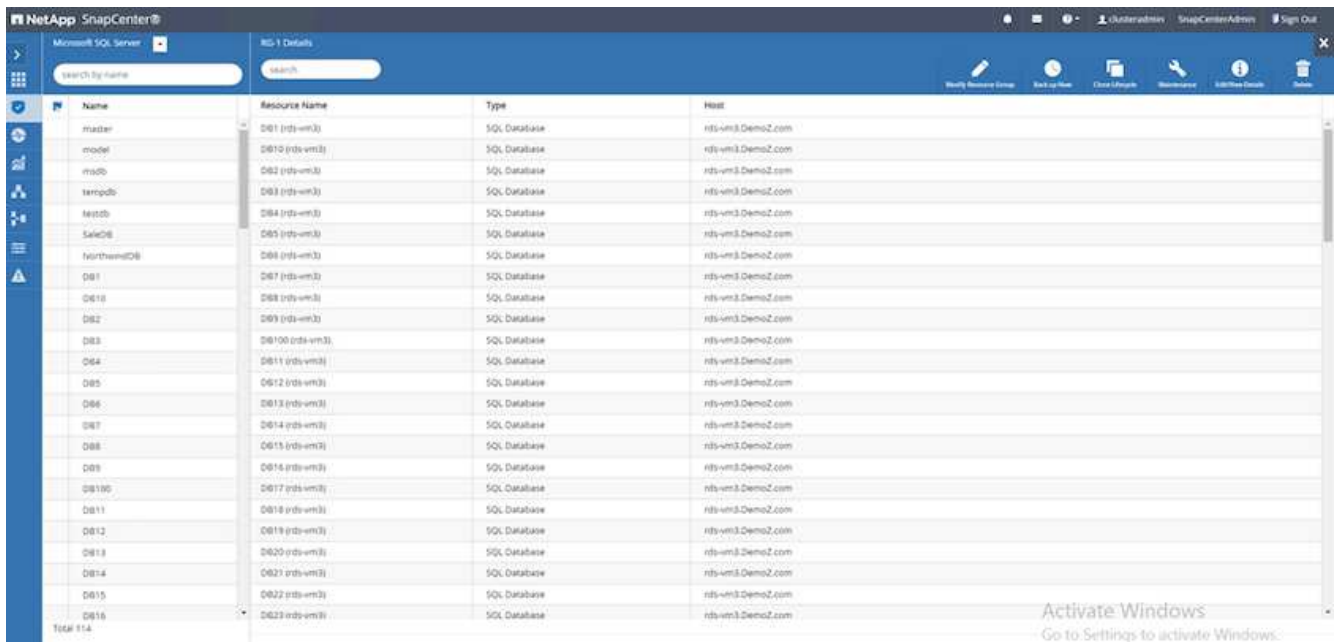 NetApp SnapCenter® clusteradmin SnapCenterAdmin Sign Out
Microsoft SQL Server RG-1 Details
search by name search
Modify Resource Group Back up Now Clone Lifecycle Maintenance Edit/View Details Delete
Name Resource Name Type Host
master DB1 (rds-vm3) SQL Database rds-vm3.DemoZ.com
model DB10 (rds-vm3) SQL Database rds-vm3.DemoZ.com
msdb DB2 (rds-vm3) SQL Database rds-vm3.DemoZ.com
tempdb DB3 (rds-vm3) SQL Database rds-vm3.DemoZ.com
testdb DB4 (rds-vm3) SQL Database rds-vm3.DemoZ.com
SaleDB DB5 (rds-vm3) SQL Database rds-vm3.DemoZ.com
NorthwindDB DB6 (rds-vm3) SQL Database rds-vm3.DemoZ.com
DB1 DB7 (rds-vm3) SQL Database rds-vm3.DemoZ.com
DB10 DB8 (rds-vm3) SQL Database rds-vm3.DemoZ.com
DB2 DB9 (rds-vm3) SQL Database rds-vm3.DemoZ.com
DB3 DB100 (rds-vm3) SQL Database rds-vm3.DemoZ.com
DB4 DB11 (rds-vm3) SQL Database rds-vm3.DemoZ.com
DB5 DB12 (rds-vm3) SQL Database rds-vm3.DemoZ.com
DB6 DB13 (rds-vm3) SQL Database rds-vm3.DemoZ.com
DB7 DB14 (rds-vm3) SQL Database rds-vm3.DemoZ.com
DB8 DB15 (rds-vm3) SQL Database rds-vm3.DemoZ.com
DB9 DB16 (rds-vm3) SQL Database rds-vm3.DemoZ.com
DB100 DB17 (rds-vm3) SQL Database rds-vm3.DemoZ.com
DB11 DB18 (rds-vm3) SQL Database rds-vm3.DemoZ.com
DB12 DB19 (rds-vm3) SQL Database rds-vm3.DemoZ.com
DB13 DB20 (rds-vm3) SQL Database rds-vm3.DemoZ.com
DB14 DB21 (rds-vm3) SQL Database rds-vm3.DemoZ.com
DB15 DB22 (rds-vm3) SQL Database rds-vm3.DemoZ.com
DB16 DB23 (rds-vm3) SQL Database rds-vm3.DemoZ.com
Total 114
Activate Windows
Go to Settings to activate Windows.